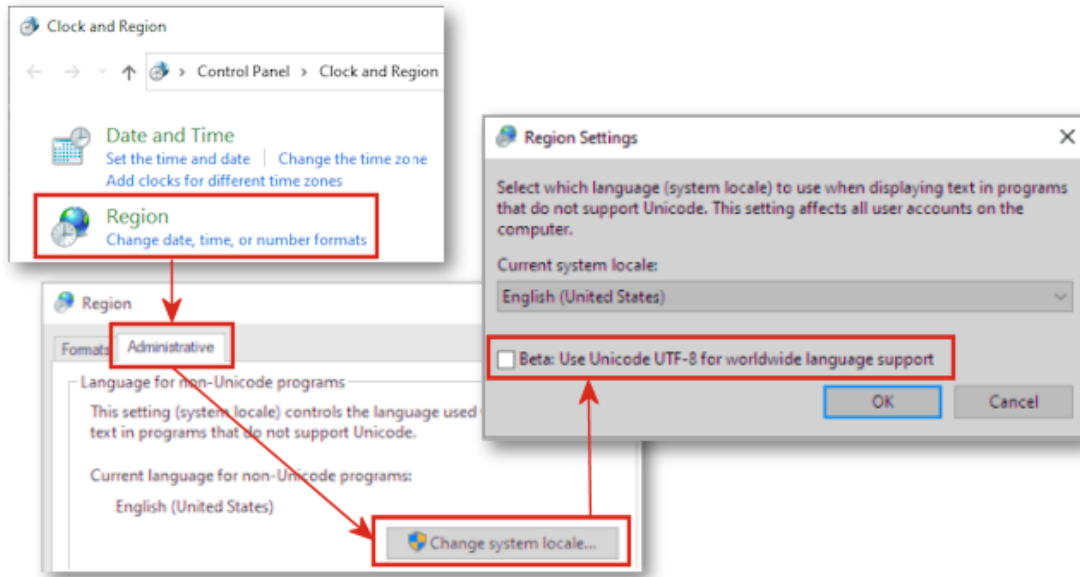 Clock and Region
Control Panel > Clock and Region
Date and Time
Set the time and date | Change the time zone
Add clocks for different time zones
Region
Change date, time, or number formats
Region
Formats Administrative
Language for non-Unicode programs
This setting (system locale) controls the language used
text in programs that do not support Unicode.
Current language for non-Unicode programs:
English (United States)
Change system locale...
Region Settings
Select which language (system locale) to use when displaying text in programs
that do not support Unicode. This setting affects all user accounts on the
computer.
Current system locale:
English (United States)
Beta: Use Unicode UTF-8 for worldwide language support
OK Cancel